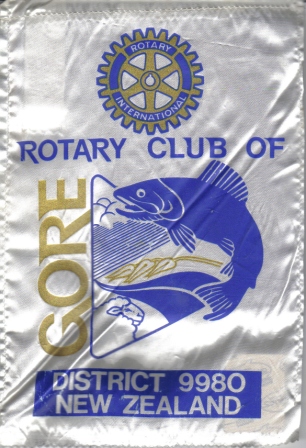 ROTARY
INTERNATIONAL
ROTARY CLUB OF
GORE
DISTRICT 9980
NEW ZEALAND